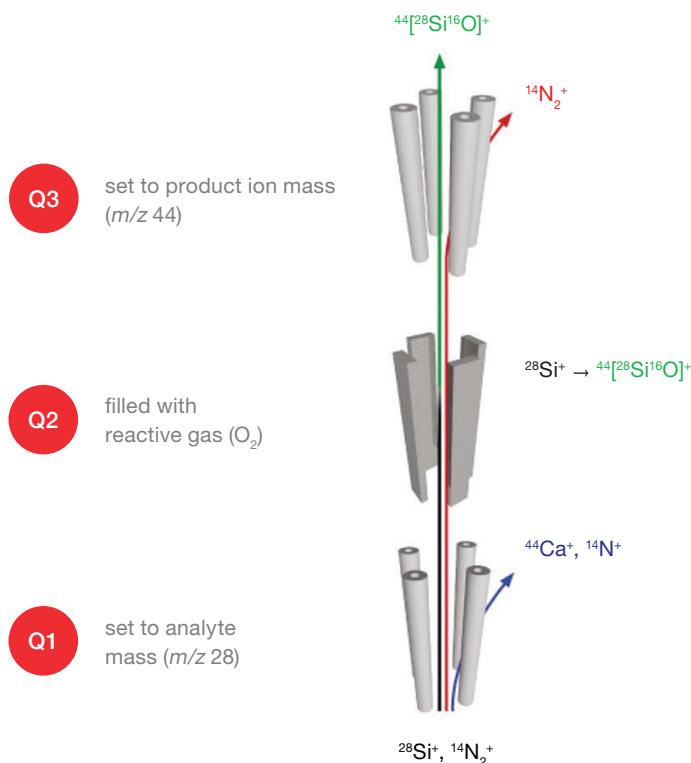 ⁴⁴[²⁸Si¹⁶O]⁺
¹⁴N₂⁺
Q3
set to product ion mass
(m/z 44)
²⁸Si⁺ → ⁴⁴[²⁸Si¹⁶O]⁺
Q2
filled with
reactive gas (O₂)
⁴⁴Ca⁺, ¹⁴N⁺
Q1
set to analyte
mass (m/z 28)
²⁸Si⁺, ¹⁴N₂⁺